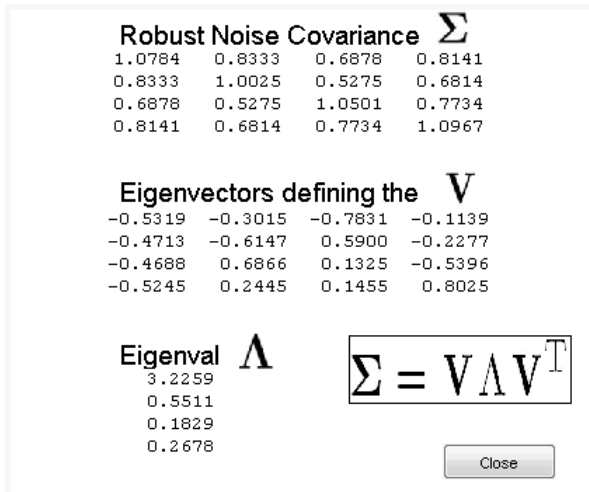 Robust Noise Covariance Σ
1.0784 0.8333 0.6878 0.8141
0.8333 1.0025 0.5275 0.6814
0.6878 0.5275 1.0501 0.7734
0.8141 0.6814 0.7734 1.0967
Eigenvectors defining the V
-0.5319 -0.3015 -0.7831 -0.1139
-0.4713 -0.6147 0.5900 -0.2277
-0.4688 0.6866 0.1325 -0.5396
-0.5245 0.2445 0.1455 0.8025
Eigenval Λ
3.2259
0.5511
0.1829
0.2678
Σ = VΛV^T
Close